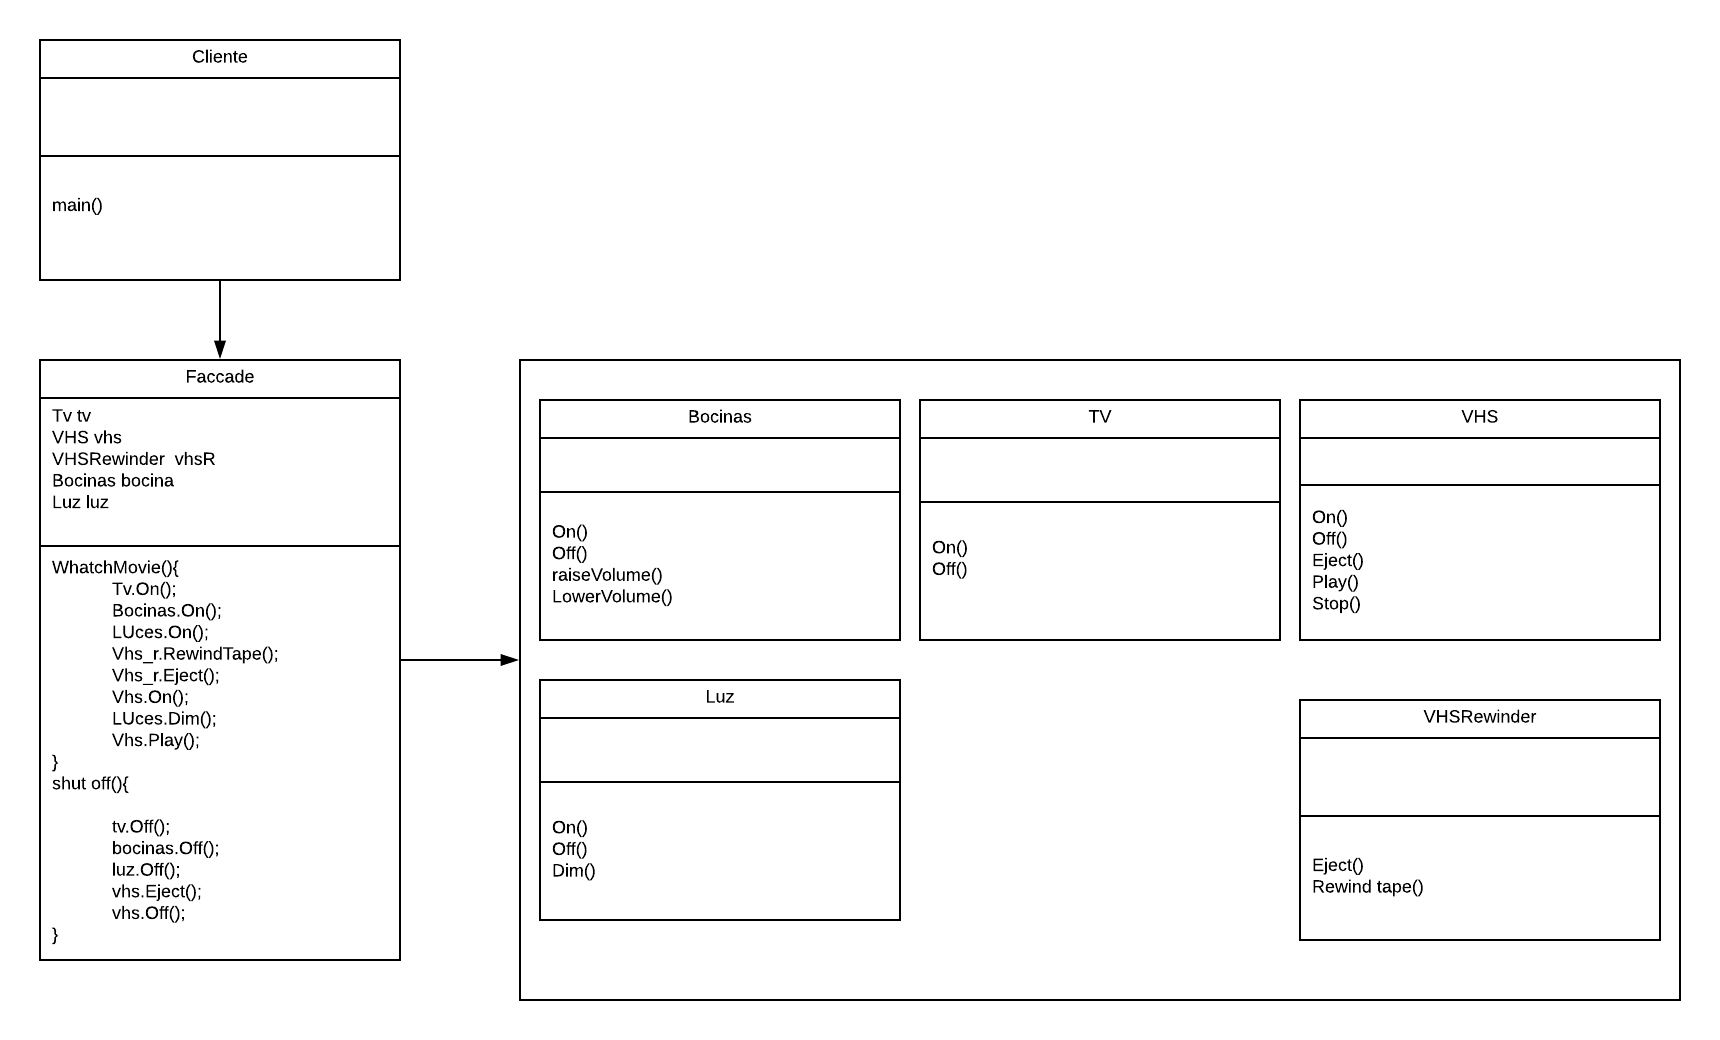 Cliente
main()
Faccade
Tv tv
VHS vhs
VHSRewinder  vhsR
Bocinas bocina
Luz luz
WhatchMovie(){
Tv.On();
Bocinas.On();
LUces.On();
Vhs_r.RewindTape();
Vhs_r.Eject();
Vhs.On();
LUces.Dim();
Vhs.Play();
}
shut off(){
tv.Off();
bocinas.Off();
luz.Off();
vhs.Eject();
vhs.Off();
}
Bocinas
On()
Off()
raiseVolume()
LowerVolume()
TV
On()
Off()
VHS
On()
Off()
Eject()
Play()
Stop()
Luz
On()
Off()
Dim()
VHSRewinder
Eject()
Rewind tape()